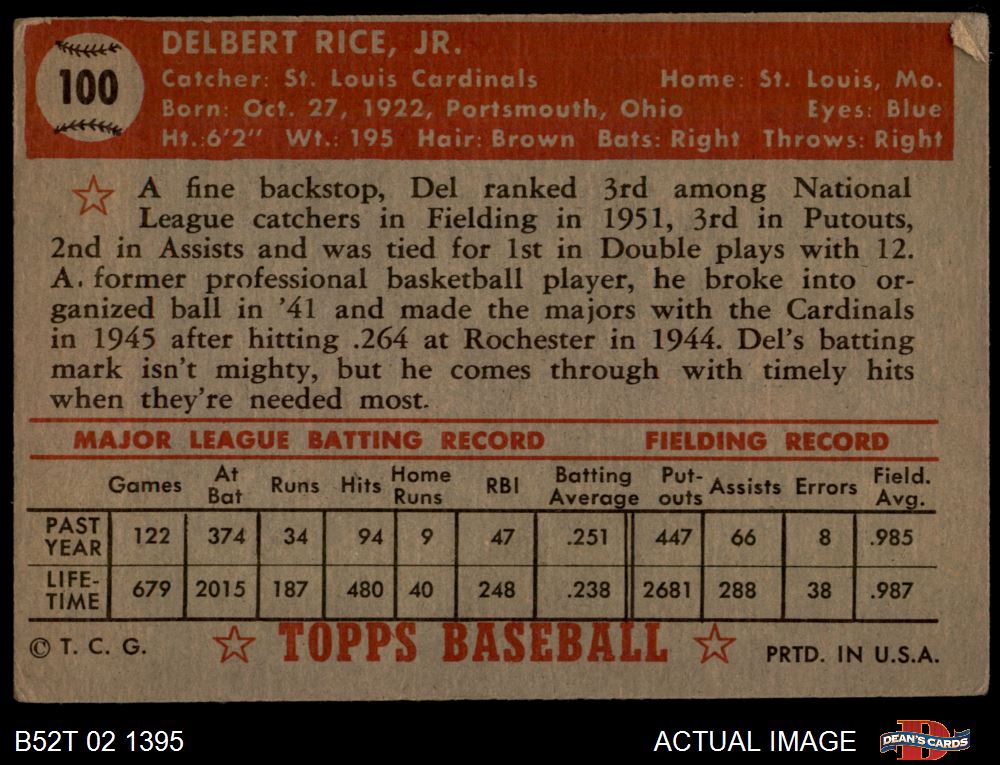 100
DELBERT RICE, JR.
Catcher: St. Louis Cardinals Home: St. Louis, Mo.
Born: Oct. 27, 1922, Portsmouth, Ohio Eyes: Blue
Ht.:6'2" Wt.: 195 Hair: Brown Bats: Right Throws: Right
A fine backstop, Del ranked 3rd among National
League catchers in Fielding in 1951, 3rd in Putouts,
2nd in Assists and was tied for 1st in Double plays with 12.
A. former professional basketball player, he broke into or-
ganized ball in '41 and made the majors with the Cardinals
in 1945 after hitting .264 at Rochester in 1944. Del's batting
mark isn't mighty, but he comes through with timely hits
when they're needed most.
MAJOR LEAGUE BATTING RECORD FIELDING RECORD
Games At Bat Runs Hits Home Runs RBI Batting Average Put-outs Assists Errors Field. Avg.
PAST YEAR 122 374 34 94 9 47 .251 447 66 8 .985
LIFE-TIME 679 2015 187 480 40 248 .238 2681 288 38 .987
© T. C. G. TOPPS BASEBALL PRTD. IN U.S.A.
B52T 02 1395 ACTUAL IMAGE D DEAN'S CARDS